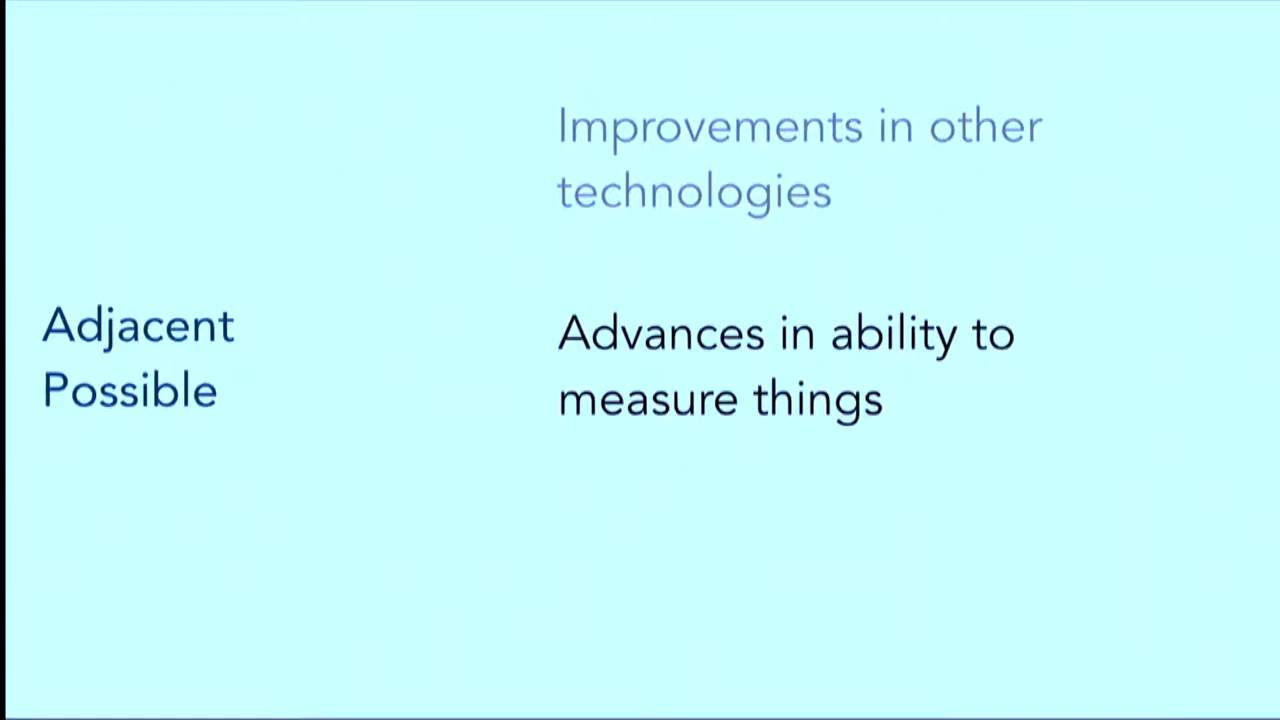 Improvements in other
technologies
Adjacent
Possible
Advances in ability to
measure things